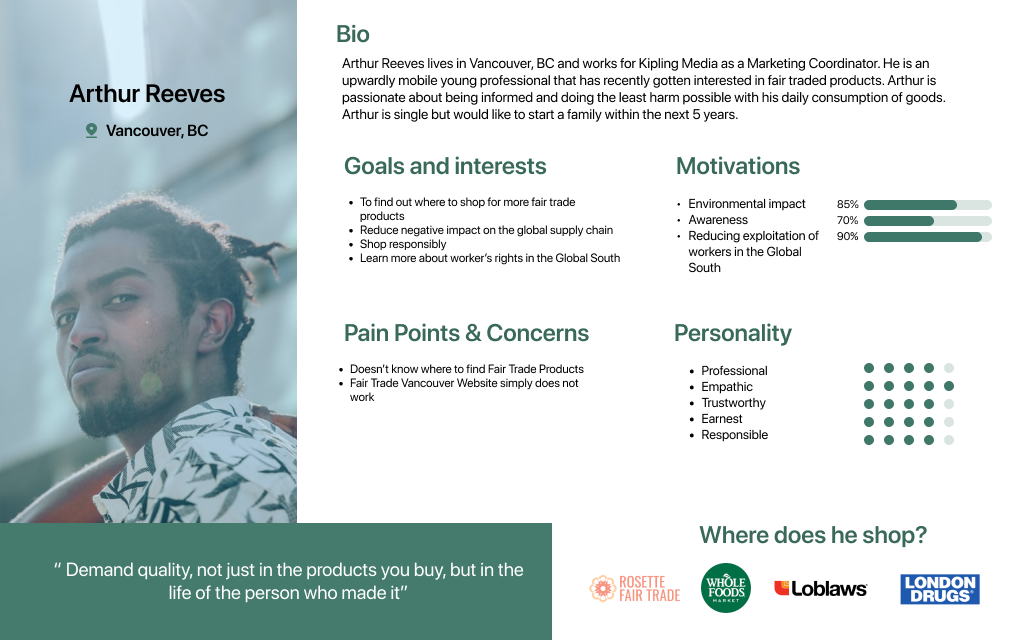 Arthur Reeves
Vancouver, BC
Bio
Arthur Reeves lives in Vancouver, BC and works for Kipling Media as a Marketing Coordinator. He is an
upwardly mobile young professional that has recently gotten interested in fair traded products. Arthur is
passionate about being informed and doing the least harm possible with his daily consumption of goods.
Arthur is single but would like to start a family within the next 5 years.
Goals and interests
• To find out where to shop for more fair trade
products
• Reduce negative impact on the global supply chain
• Shop responsibly
• Learn more about worker’s rights in the Global South
Motivations
• Environmental impact 85%
• Awareness 70%
• Reducing exploitation of 90%
workers in the Global
South
Pain Points & Concerns
• Doesn’t know where to find Fair Trade Products
• Fair Trade Vancouver Website simply does not
work
Personality
• Professional
• Empathic
• Trustworthy
• Earnest
• Responsible
“ Demand quality, not just in the products you buy, but in the
life of the person who made it”
Where does he shop?
ROSETTE
FAIR TRADE
WHOLE
FOODS
MARKET
Loblaws
LONDON
DRUGS